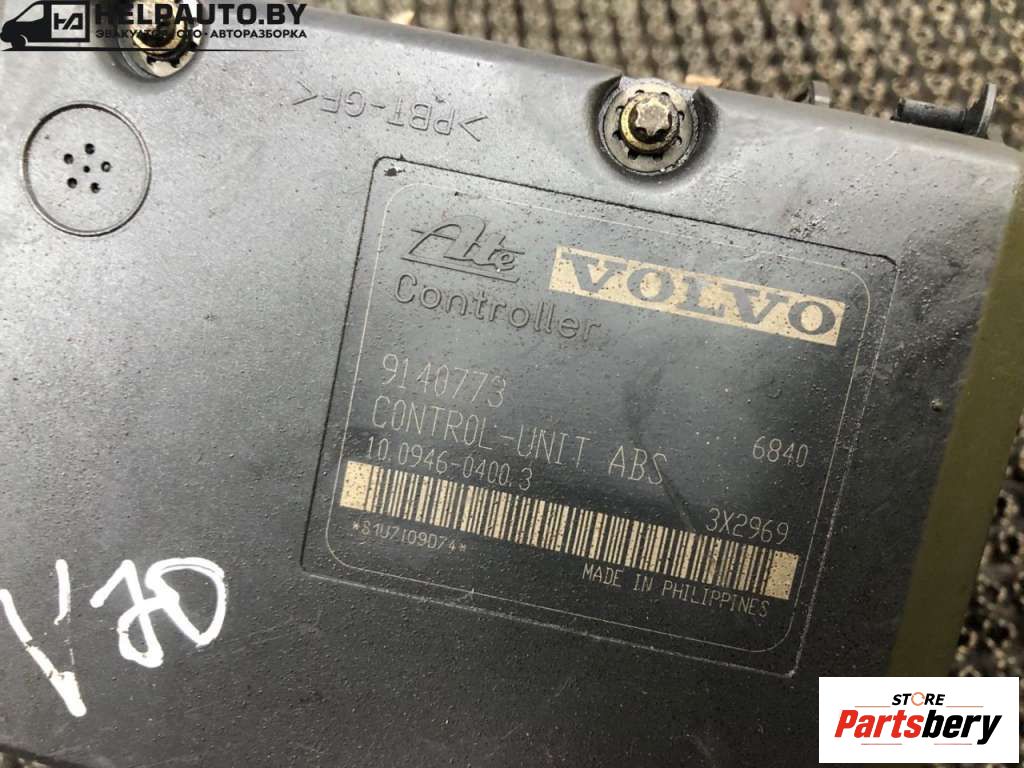 HELPAUTO.BY
ЭВАКУАТОР · СТО · АВТОРАЗБОРКА
>PBT-GF<
Ate
Controller
VOLVO
9140773
CONTROL-UNIT ABS
6840
10.0946-0400.3
3X2969
*S1U7I09D74*
MADE IN PHILIPPINES
V70
STORE
Partsbery